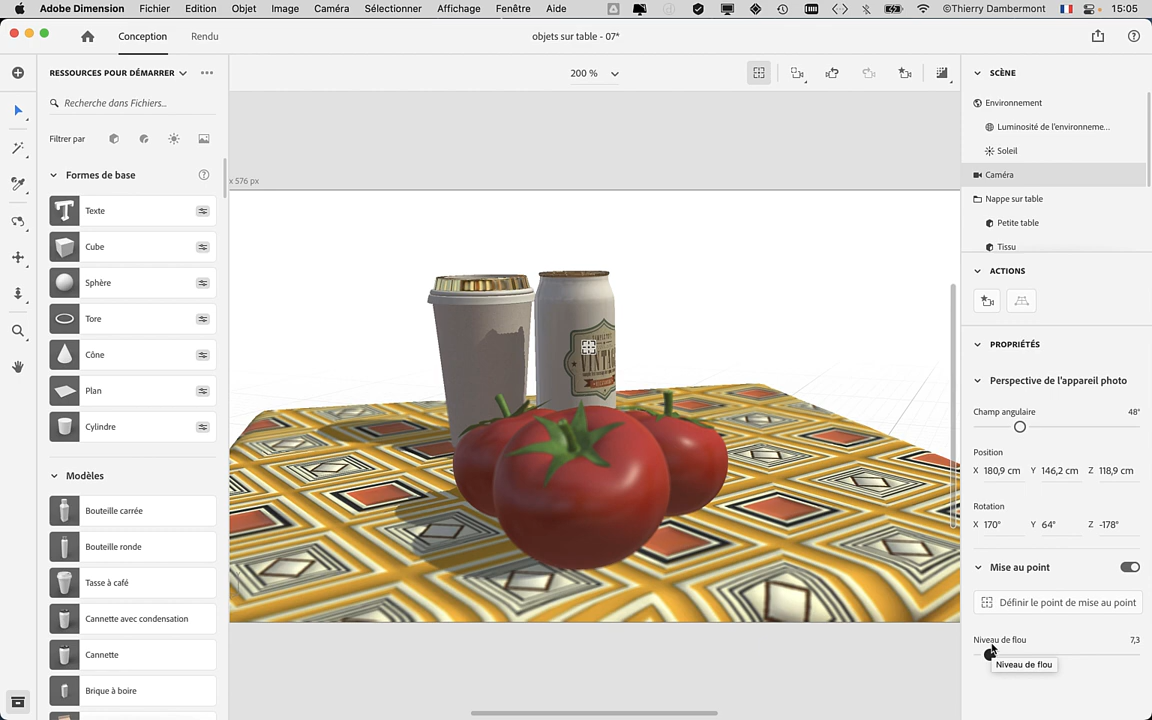 Adobe Dimension Fichier Edition Objet Image Caméra Sélectionner Affichage Fenêtre Aide ©Thierry Dambermont 15:05
Conception Rendu objets sur table - 07*
RESSOURCES POUR DÉMARRER
Recherche dans Fichiers...
Filtrer par
Formes de base
Texte
Cube
Sphère
Tore
Cône
Plan
Cylindre
Modèles
Bouteille carrée
Bouteille ronde
Tasse à café
Cannette avec condensation
Cannette
Brique à boire
200 %
x 576 px
SCÈNE
Environnement
Luminosité de l'environneme...
Soleil
Caméra
Nappe sur table
Petite table
Tissu
ACTIONS
PROPRIÉTÉS
Perspective de l'appareil photo
Champ angulaire 48°
Position
X 180,9 cm Y 146,2 cm Z 118,9 cm
Rotation
X 170° Y 64° Z -178°
Mise au point
Définir le point de mise au point
Niveau de flou 7,3
Niveau de flou